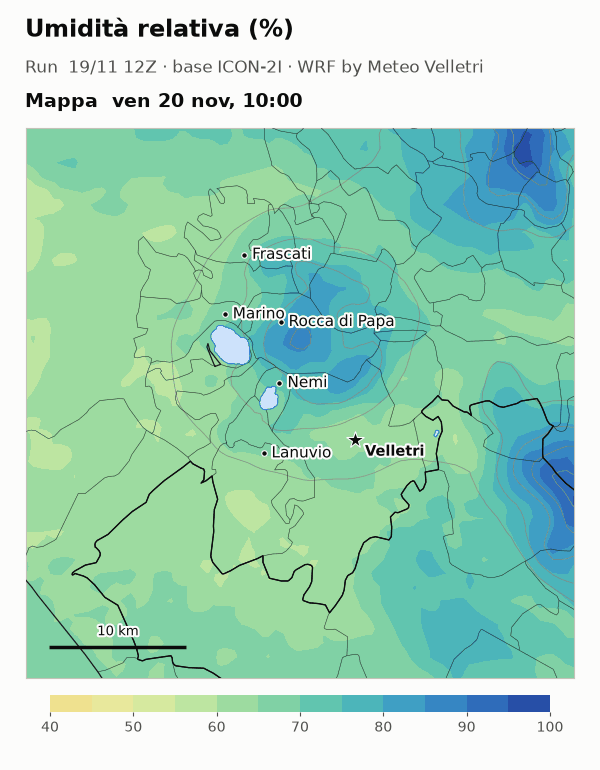 Umidità relativa (%)
Run  19/11 12Z · base ICON-2I · WRF by Meteo Velletri
Mappa  ven 20 nov, 10:00
Frascati
Marino
Rocca di Papa
Nemi
Velletri
Lanuvio
10 km
40 50 60 70 80 90 100